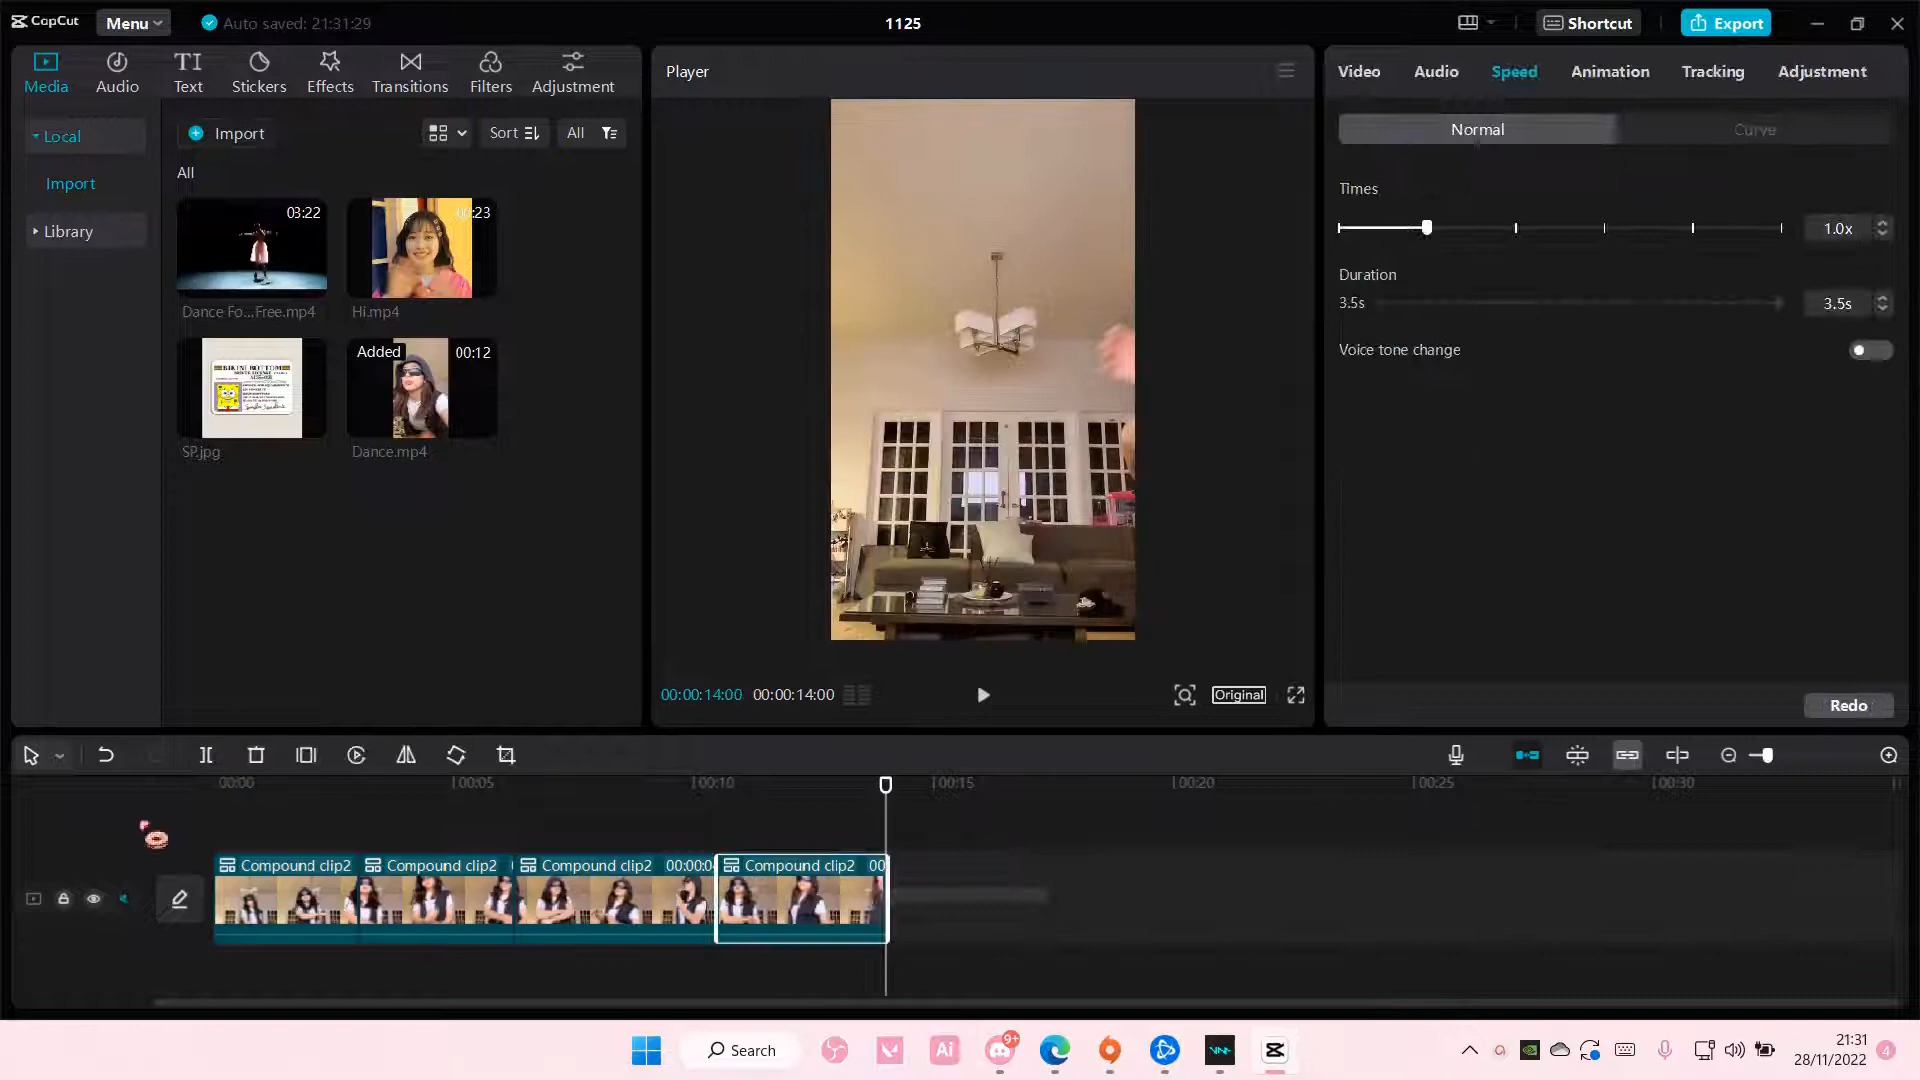 CapCut Menu Auto saved: 21:31:29 1125 Shortcut Export
Media Audio Text Stickers Effects Transitions Filters Adjustment
Local
Import
Library
Import Sort All
All
03:22
Dance Fo...Free.mp4
00:23
Hi.mp4
BIKINI BOTTOM
SP.jpg
Added 00:12
Dance.mp4
Player
00:00:14:00 00:00:14:00 Original
Video Audio Speed Animation Tracking Adjustment
Normal Curve
Times
1.0x
Duration
3.5s 3.5s
Voice tone change
Redo
00:00 00:05 00:10 00:15 00:20 00:25 00:30
Compound clip2 Compound clip2 Compound clip2 00:00:0 Compound clip2 00
Search Ai 9+ 21:31
28/11/2022 4